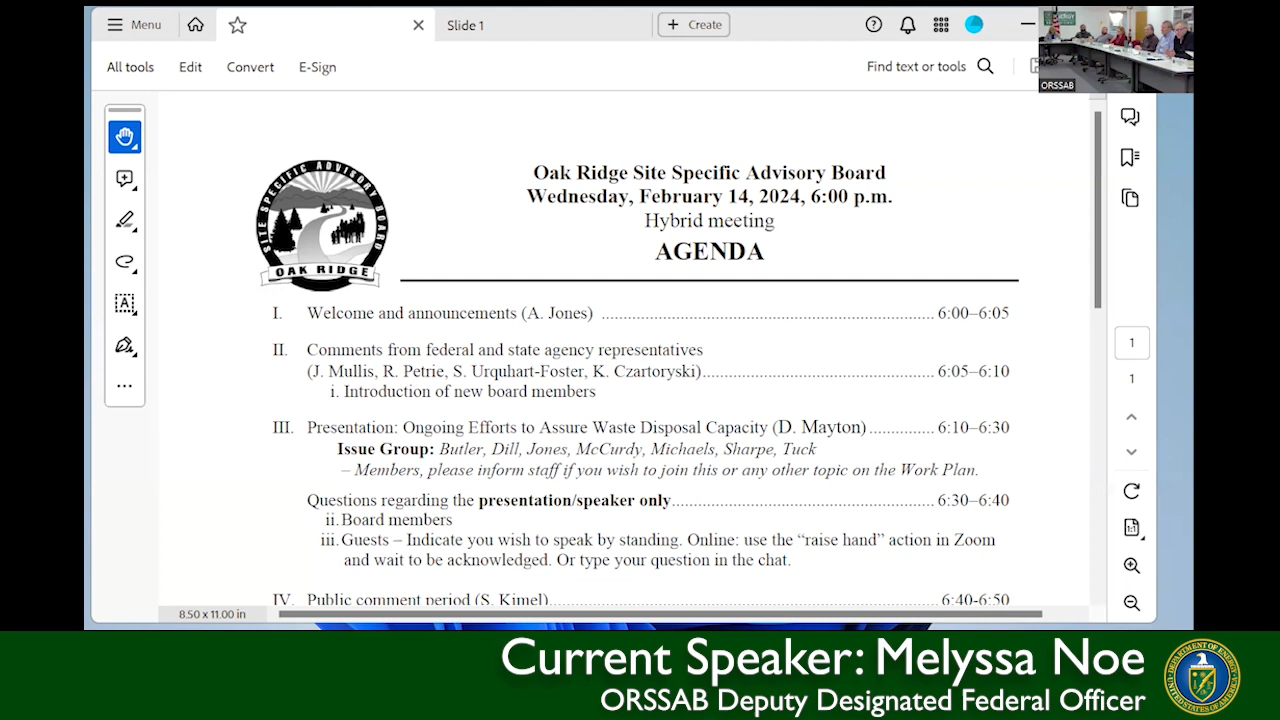 Menu
Slide 1
Create
All tools
Edit
Convert
E-Sign
Find text or tools
ORSSAB
SITE SPECIFIC ADVISORY BOARD
OAK RIDGE
Oak Ridge Site Specific Advisory Board
Wednesday, February 14, 2024, 6:00 p.m.
Hybrid meeting
AGENDA
I. Welcome and announcements (A. Jones) ........ 6:00–6:05
II. Comments from federal and state agency representatives
(J. Mullis, R. Petrie, S. Urquhart-Foster, K. Czartoryski)........ 6:05–6:10
i. Introduction of new board members
III. Presentation: Ongoing Efforts to Assure Waste Disposal Capacity (D. Mayton) ........ 6:10–6:30
Issue Group: Butler, Dill, Jones, McCurdy, Michaels, Sharpe, Tuck
– Members, please inform staff if you wish to join this or any other topic on the Work Plan.
Questions regarding the presentation/speaker only........ 6:30–6:40
ii. Board members
iii. Guests – Indicate you wish to speak by standing. Online: use the “raise hand” action in Zoom
and wait to be acknowledged. Or type your question in the chat.
IV. Public comment period (S. Kimel)........ 6:40-6:50
8.50 x 11.00 in
1
1
1:1
Current Speaker: Melyssa Noe
ORSSAB Deputy Designated Federal Officer
DEPARTMENT OF ENERGY
UNITED STATES OF AMERICA